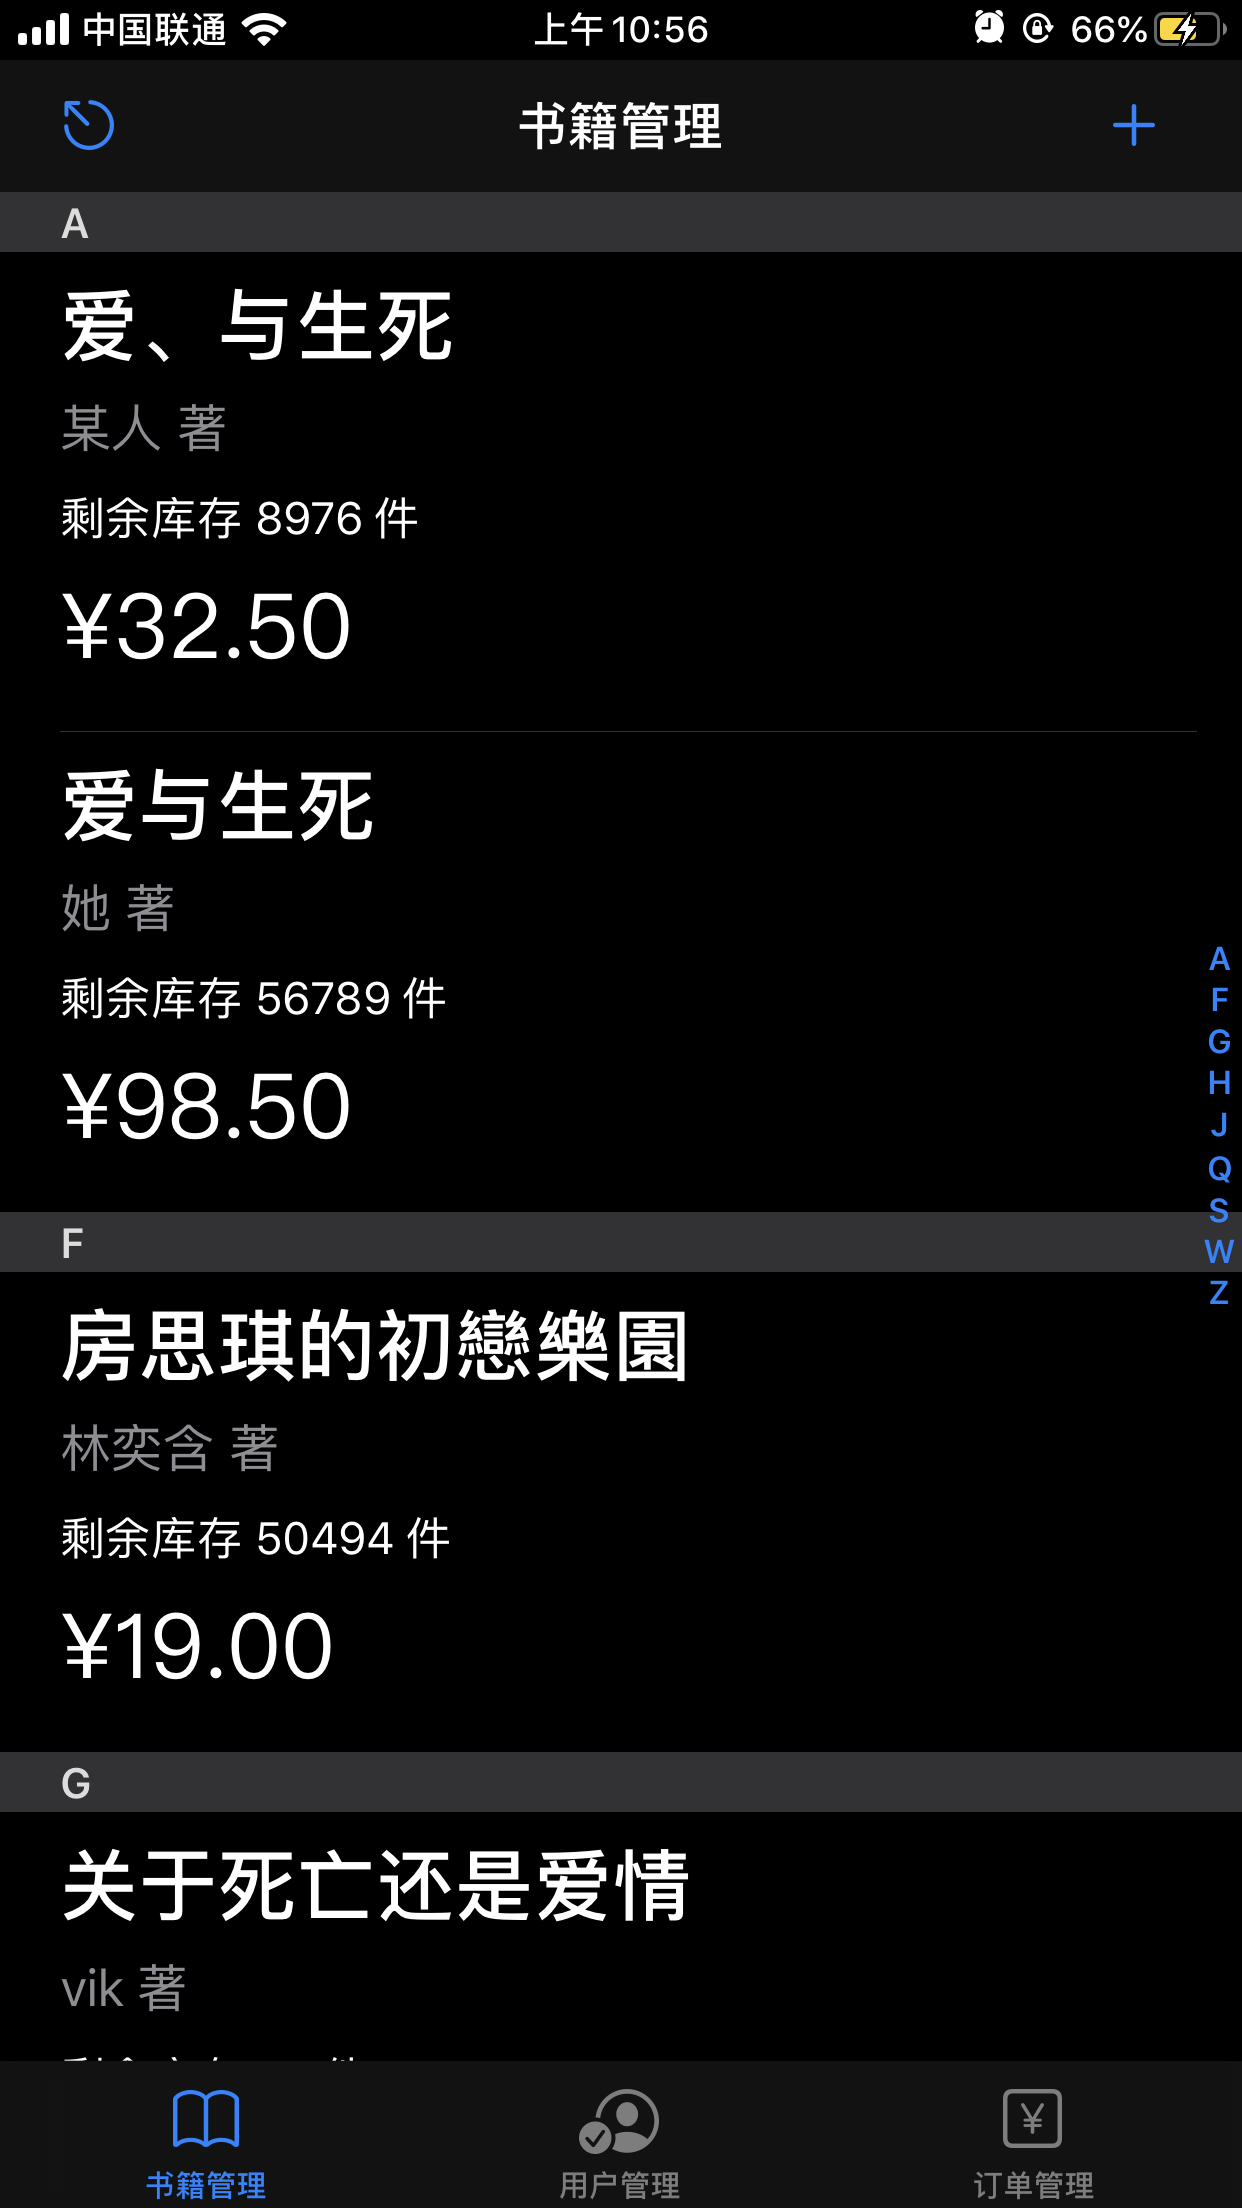 中国联通 上午10:56 66%
书籍管理
A
爱、与生死
某人 著
剩余库存 8976 件
¥32.50
爱与生死
她 著
剩余库存 56789 件
¥98.50
F
房思琪的初戀樂園
林奕含 著
剩余库存 50494 件
¥19.00
G
关于死亡还是爱情
vik 著
A
F
G
H
J
Q
S
W
Z
书籍管理 用户管理 订单管理